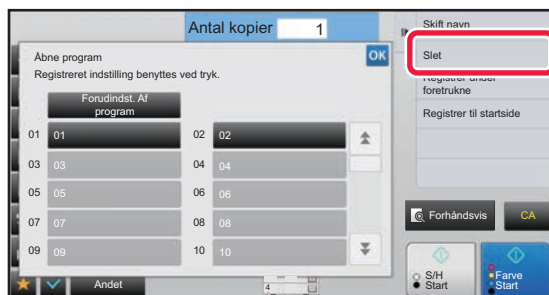 Antal kopier 1
Skift navn
Slet
Registrer under
foretrukne
Registrer til startside
Åbne program
OK
Registreret indstilling benyttes ved tryk.
Forudindst. Af
program
01 01 02 02
03 03 04 04
05 05 06 06
07 07 08 08
09 09 10 10
Forhåndsvis CA
S/H
Start
Farve
Start
Andet
4